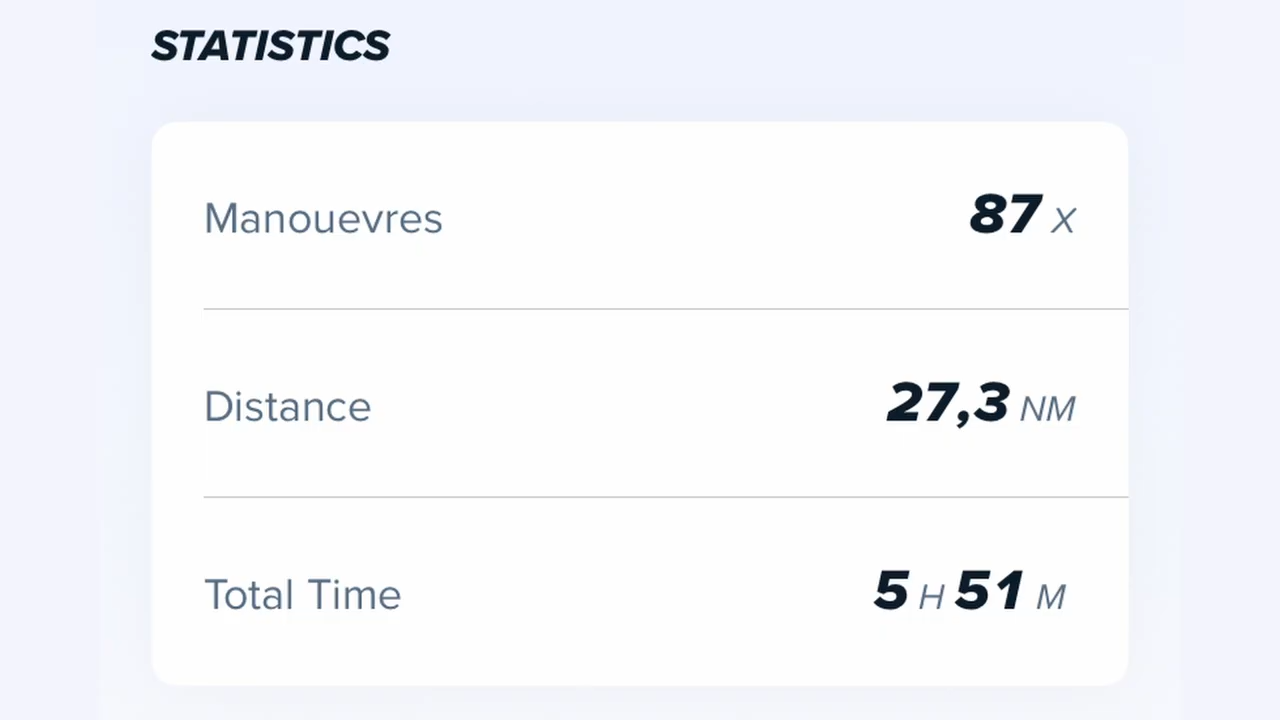 STATISTICS
Manouevres 87 X
Distance 27,3 NM
Total Time 5 H 51 M